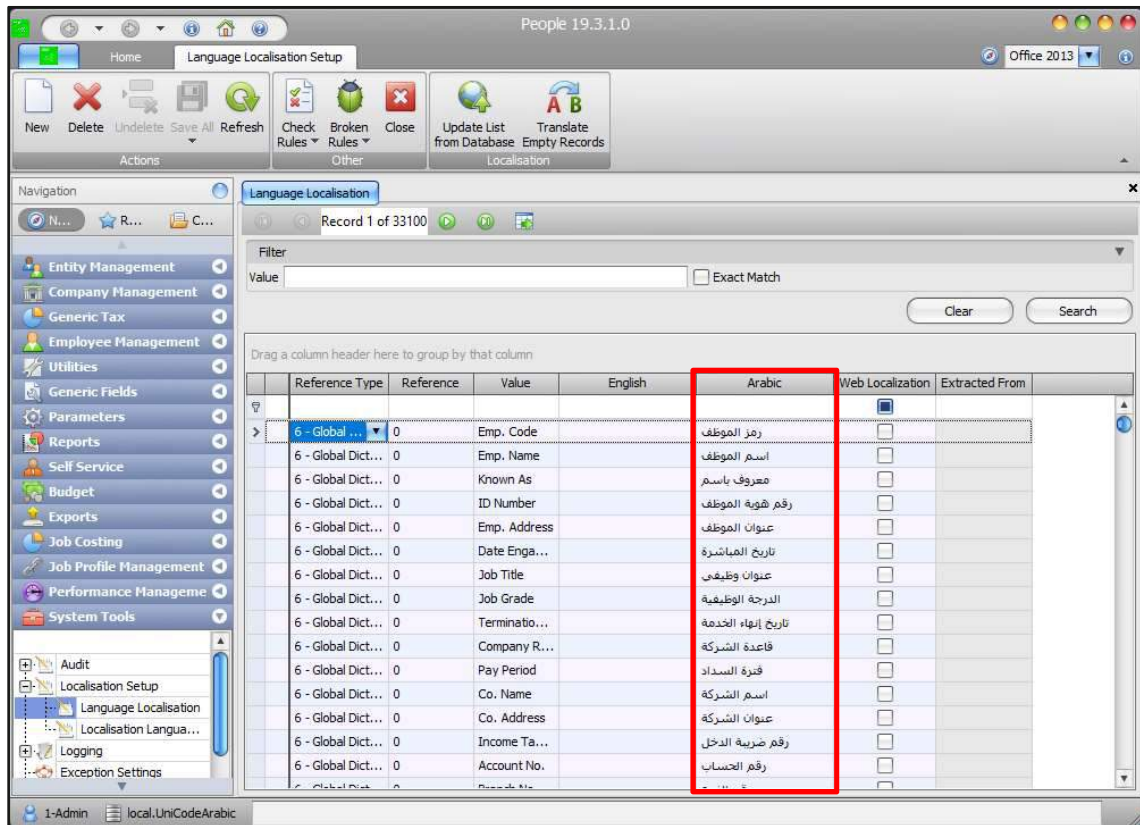 People 19.3.1.0
Home Language Localisation Setup Office 2013
New Delete Undelete Save All Refresh Check Rules Broken Rules Close Update List from Database Translate Empty Records
Actions Other Localisation
Navigation
N... R... C...
Entity Management
Company Management
Generic Tax
Employee Management
Utilities
Generic Fields
Parameters
Reports
Self Service
Budget
Exports
Job Costing
Job Profile Management
Performance Manageme
System Tools
Audit
Localisation Setup
Language Localisation
Localisation Langua...
Logging
Exception Settings
Language Localisation
Record 1 of 33100
Filter
Value Exact Match
Clear Search
Drag a column header here to group by that column
Reference Type Reference Value English Arabic Web Localization Extracted From
6 - Global ... 0 Emp. Code رمز الموظف
6 - Global Dict... 0 Emp. Name اسم الموظف
6 - Global Dict... 0 Known As معروف باسم
6 - Global Dict... 0 ID Number رقم هوية الموظف
6 - Global Dict... 0 Emp. Address عنوان الموظف
6 - Global Dict... 0 Date Enga... تاريخ المباشرة
6 - Global Dict... 0 Job Title عنوان وظيفي
6 - Global Dict... 0 Job Grade الدرجة الوظيفية
6 - Global Dict... 0 Terminatio... تاريخ إنهاء الخدمة
6 - Global Dict... 0 Company R... قاعدة الشركة
6 - Global Dict... 0 Pay Period فترة السداد
6 - Global Dict... 0 Co. Name اسم الشركة
6 - Global Dict... 0 Co. Address عنوان الشركة
6 - Global Dict... 0 Income Ta... رقم ضريبة الدخل
6 - Global Dict... 0 Account No. رقم الحساب
1-Admin local.UniCodeArabic